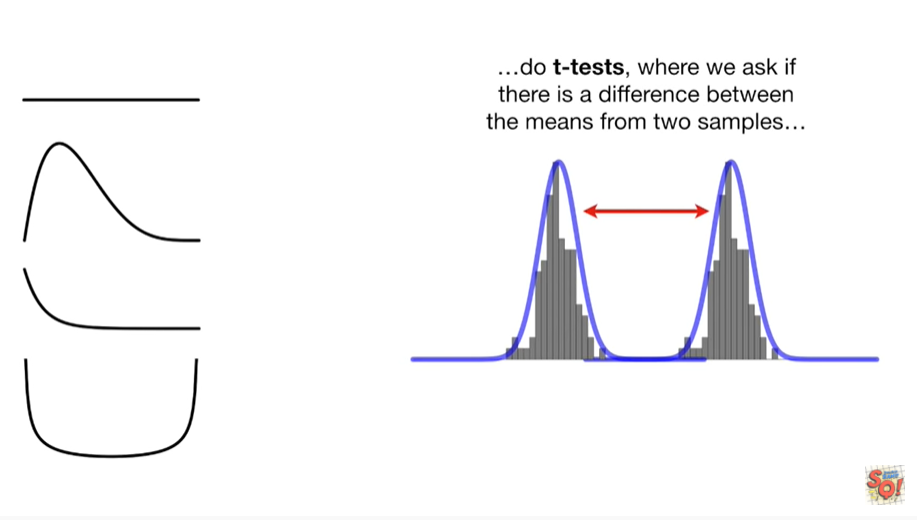 …do t-tests, where we ask if
there is a difference between
the means from two samples…
SQ!